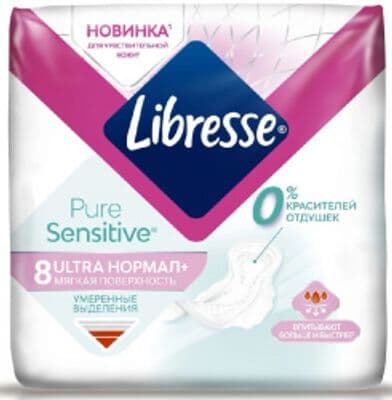 НОВИНКА¹
ДЛЯ ЧУВСТВИТЕЛЬНОЙ
КОЖИ
Libresse®
Pure
Sensitive®
0%
КРАСИТЕЛЕЙ
ОТДУШЕК
8 ULTRA НОРМАЛ+
МЯГКАЯ ПОВЕРХНОСТЬ
УМЕРЕННЫЕ
ВЫДЕЛЕНИЯ
ВПИТЫВАЮТ
БОЛЬШЕ И БЫСТРЕЕ